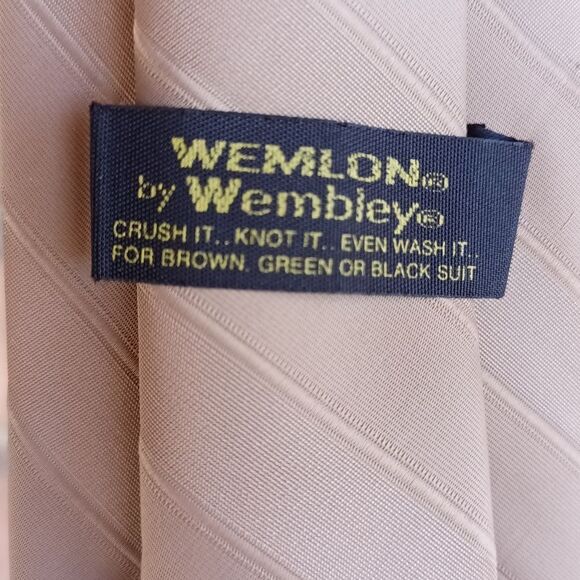 WEMLON®
by Wembley®
CRUSH IT.. KNOT IT.. EVEN WASH IT..
FOR BROWN, GREEN OR BLACK SUIT